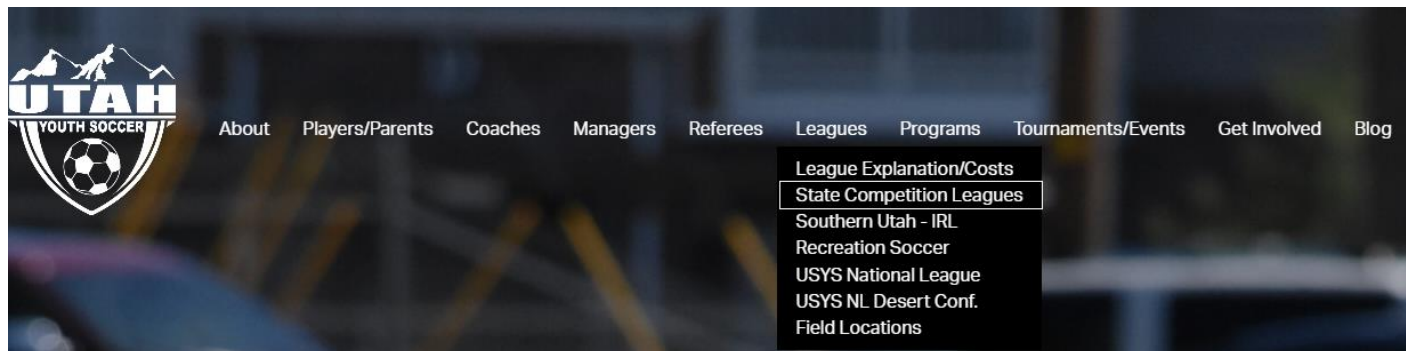 UTAH
YOUTH SOCCER
About Players/Parents Coaches Managers Referees Leagues Programs Tournaments/Events Get Involved Blog
League Explanation/Costs
State Competition Leagues
Southern Utah - IRL
Recreation Soccer
USYS National League
USYS NL Desert Conf.
Field Locations